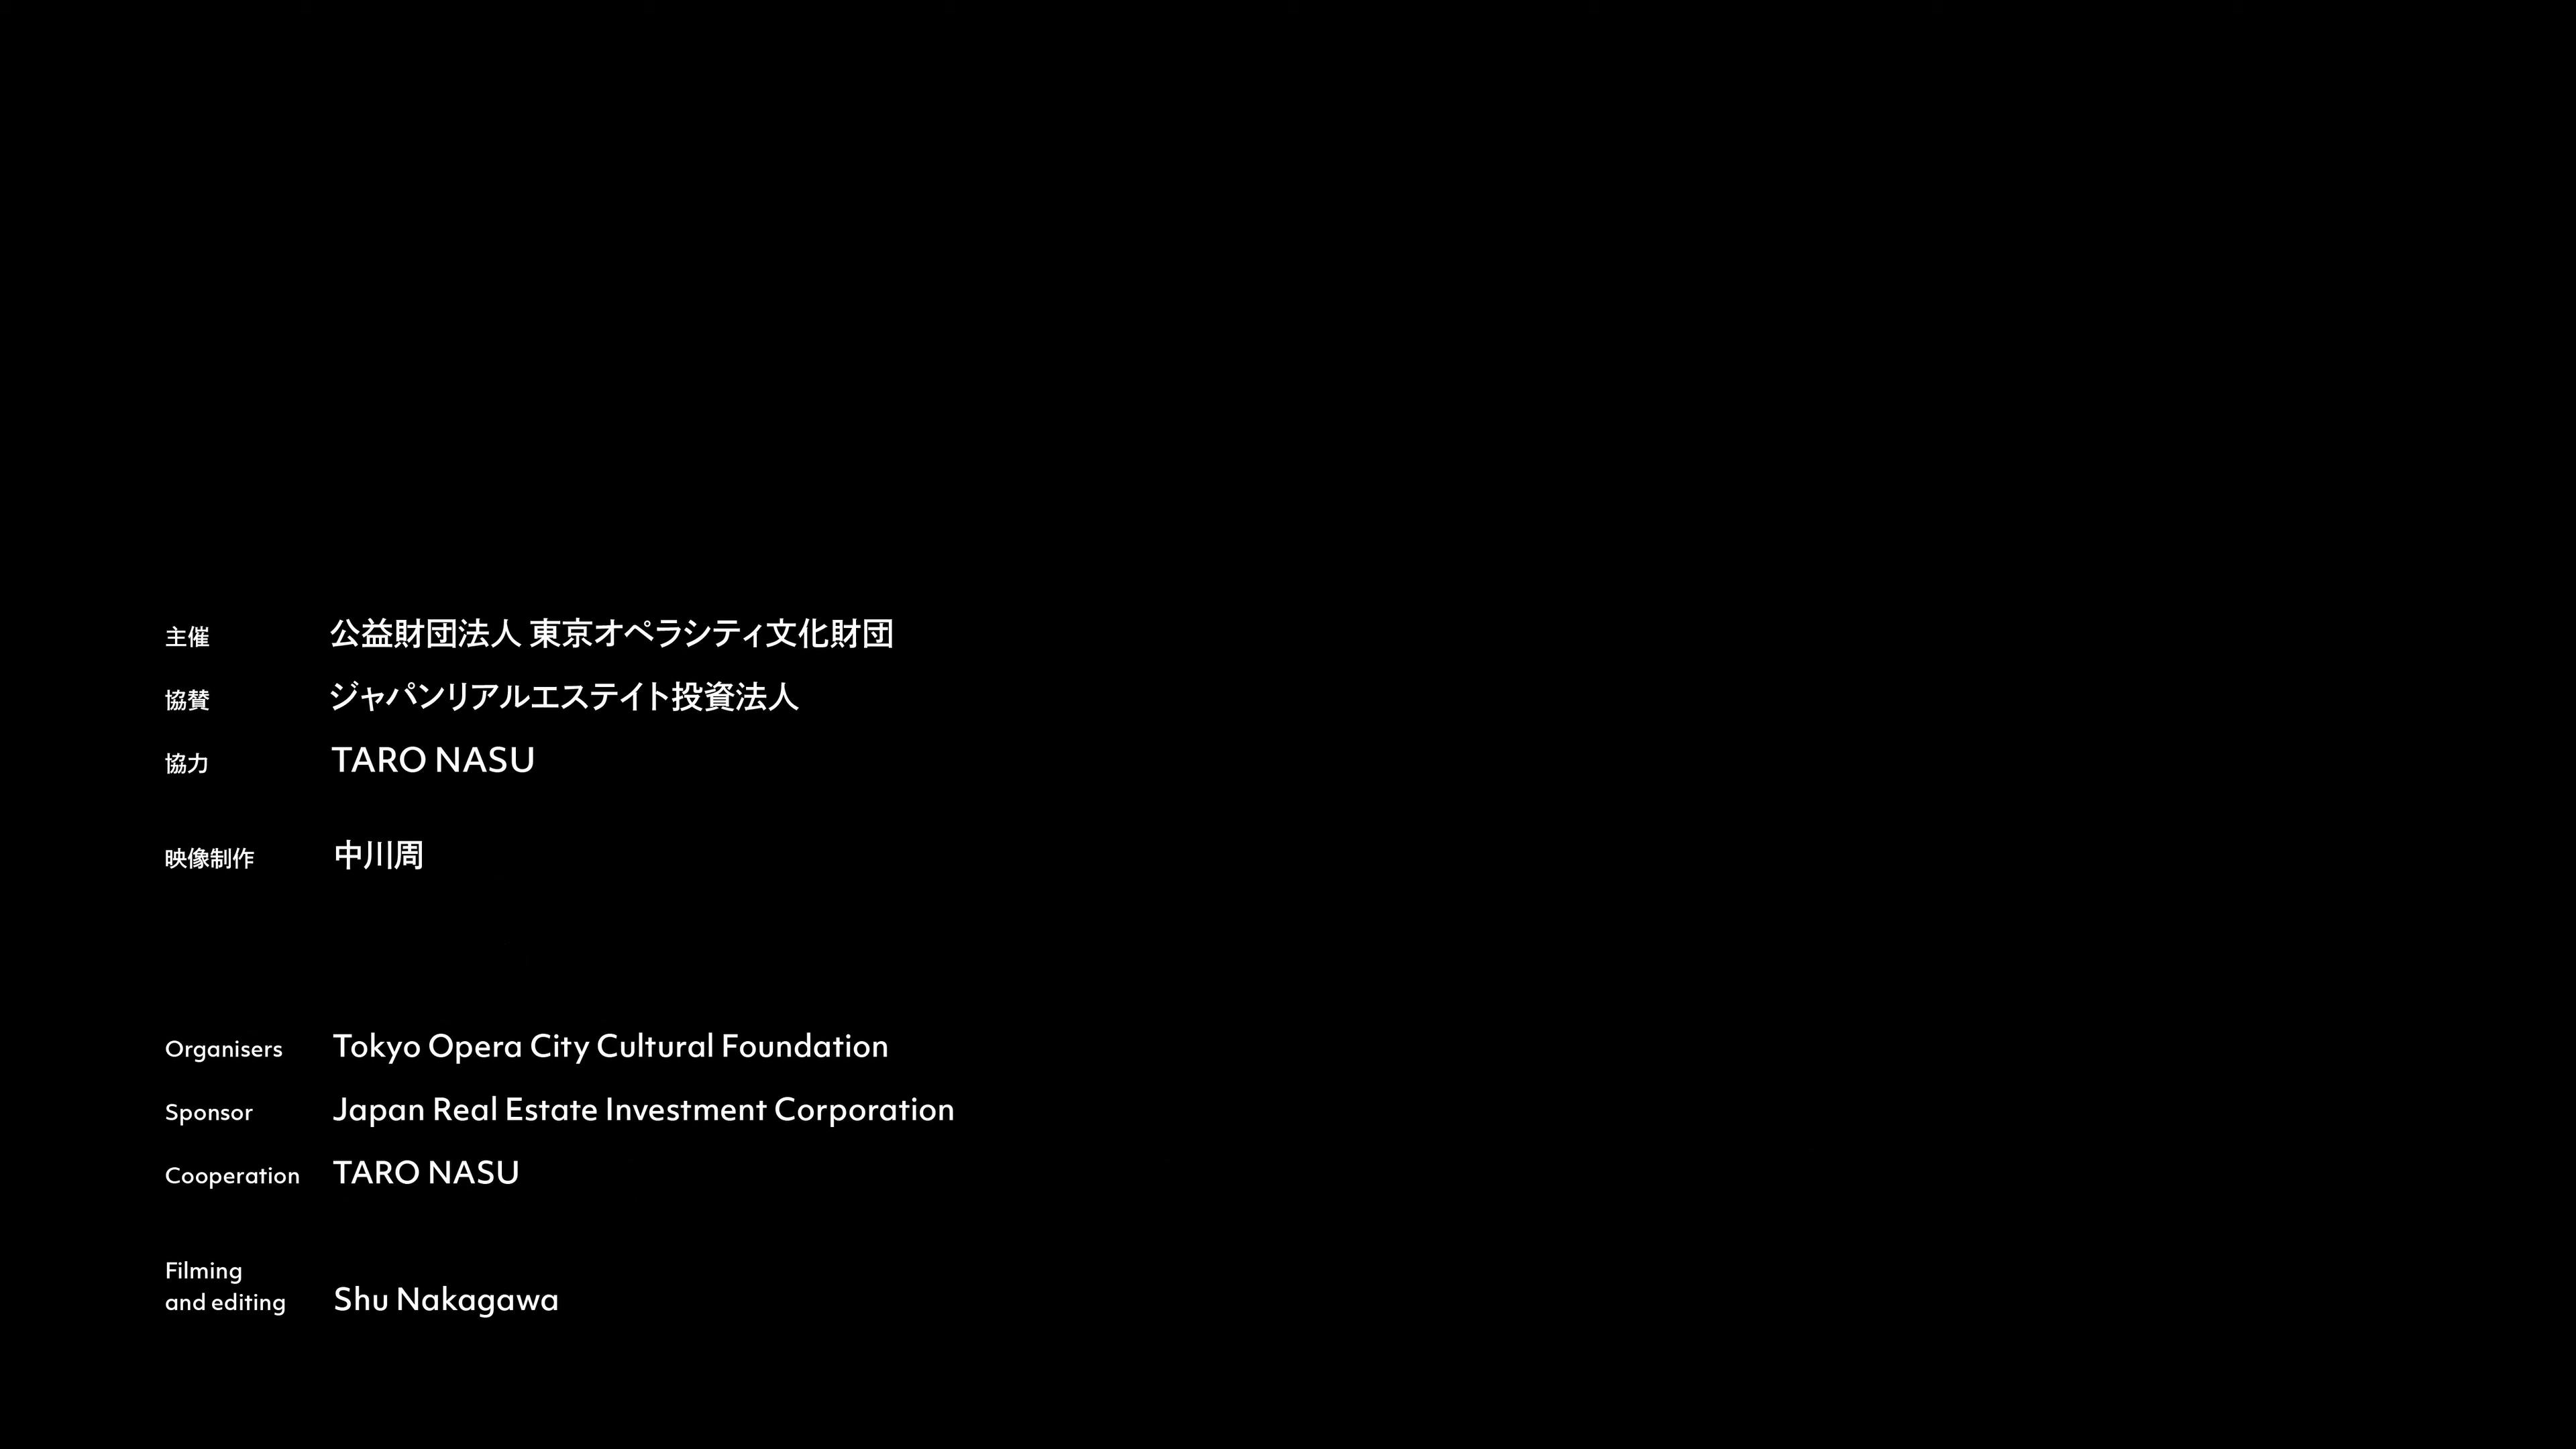 主催 公益財団法人 東京オペラシティ文化財団
協賛 ジャパンリアルエステイト投資法人
協力 TARO NASU
映像制作 中川周
Organisers Tokyo Opera City Cultural Foundation
Sponsor Japan Real Estate Investment Corporation
Cooperation TARO NASU
Filming
and editing Shu Nakagawa